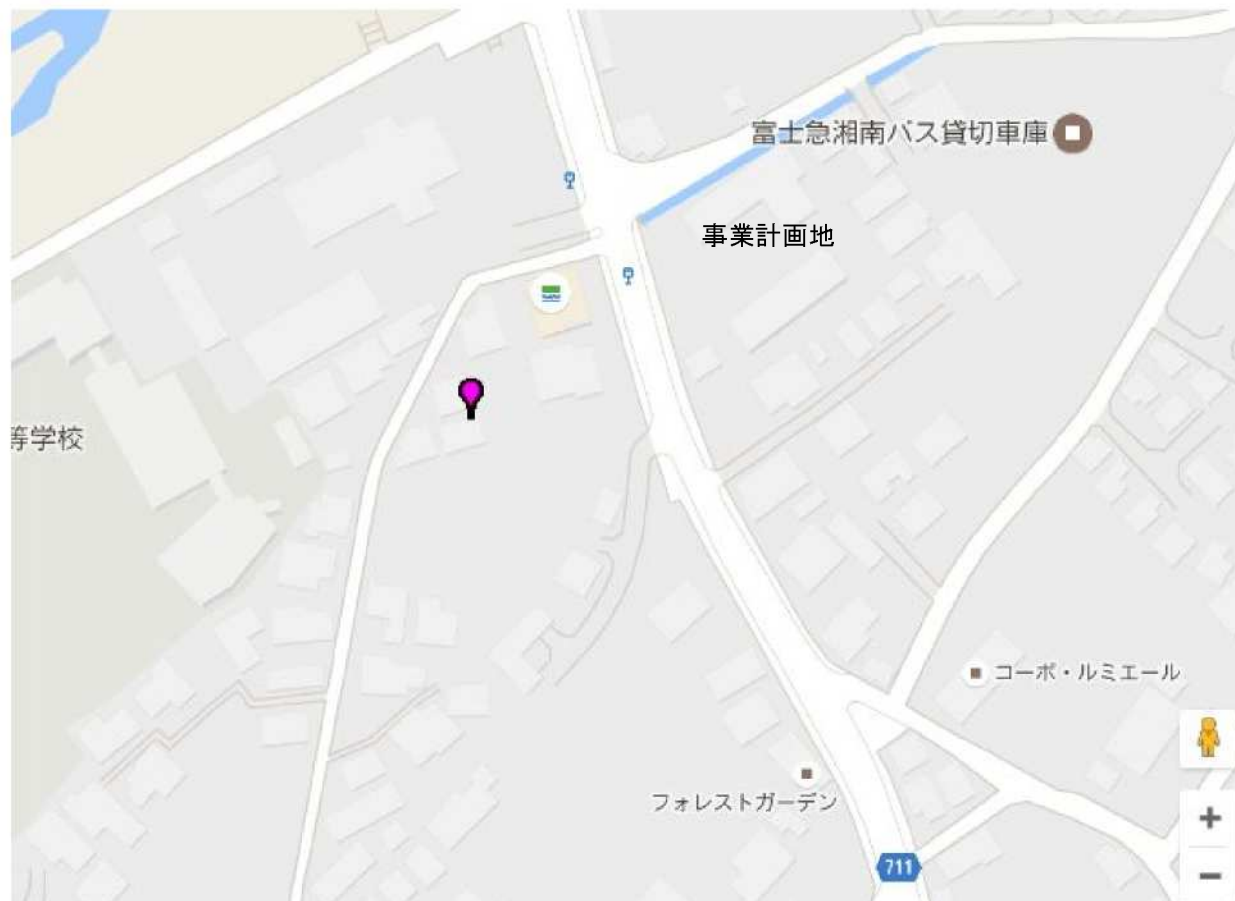 富士急湘南バス貸切車庫
事業計画地
等学校
コーポ・ルミエール
フォレストガーデン
711
+
−